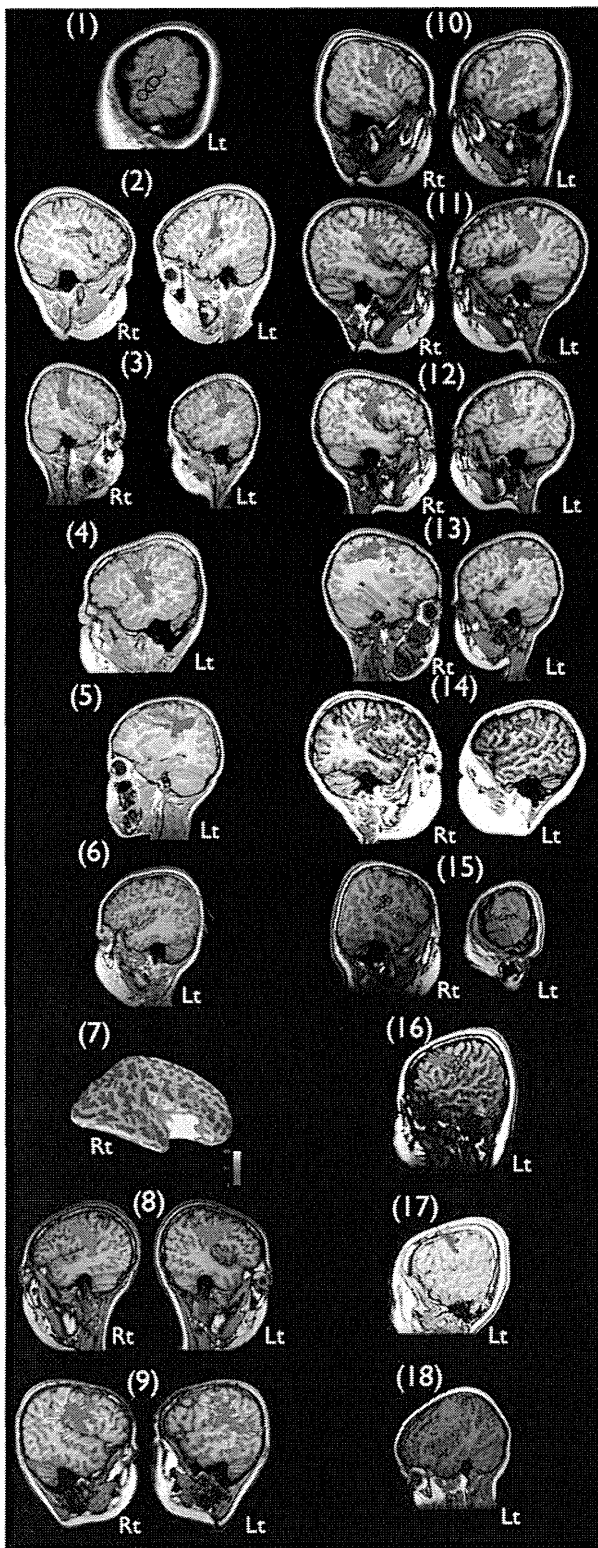 (1)
Lt
(2)
Rt Lt
(3)
Rt Lt
(4)
Lt
(5)
Lt
(6)
Lt
(7)
Rt
(8)
Rt Lt
(9)
Rt Lt
(10)
Rt Lt
(11)
Rt Lt
(12)
Rt Lt
(13)
Rt Lt
(14)
Rt Lt
(15)
Rt Lt
(16)
Lt
(17)
Lt
(18)
Lt